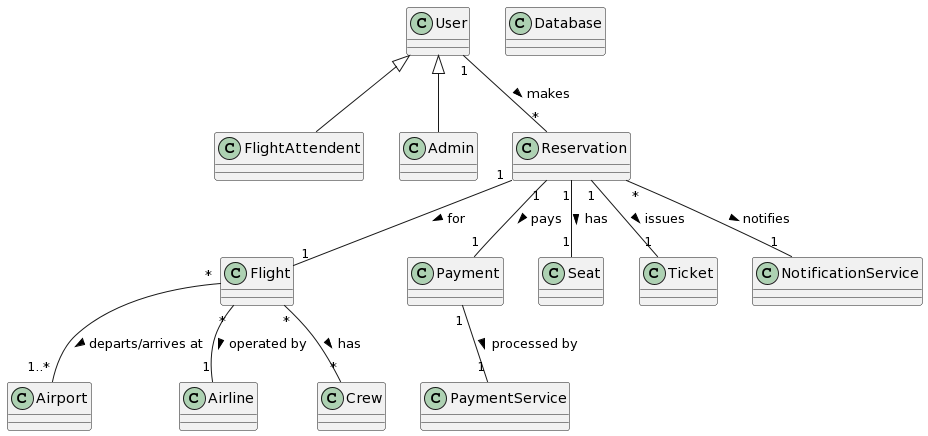 C User
C Database
1
makes
*
C FlightAttendent
C Admin
C Reservation
1
1
1
1
*
for
pays
has
issues
notifies
1
1
1
1
1
C Flight
C Payment
C Seat
C Ticket
C NotificationService
*
*
*
1
departs/arrives at
operated by
has
processed by
1..*
1
*
1
C Airport
C Airline
C Crew
C PaymentService